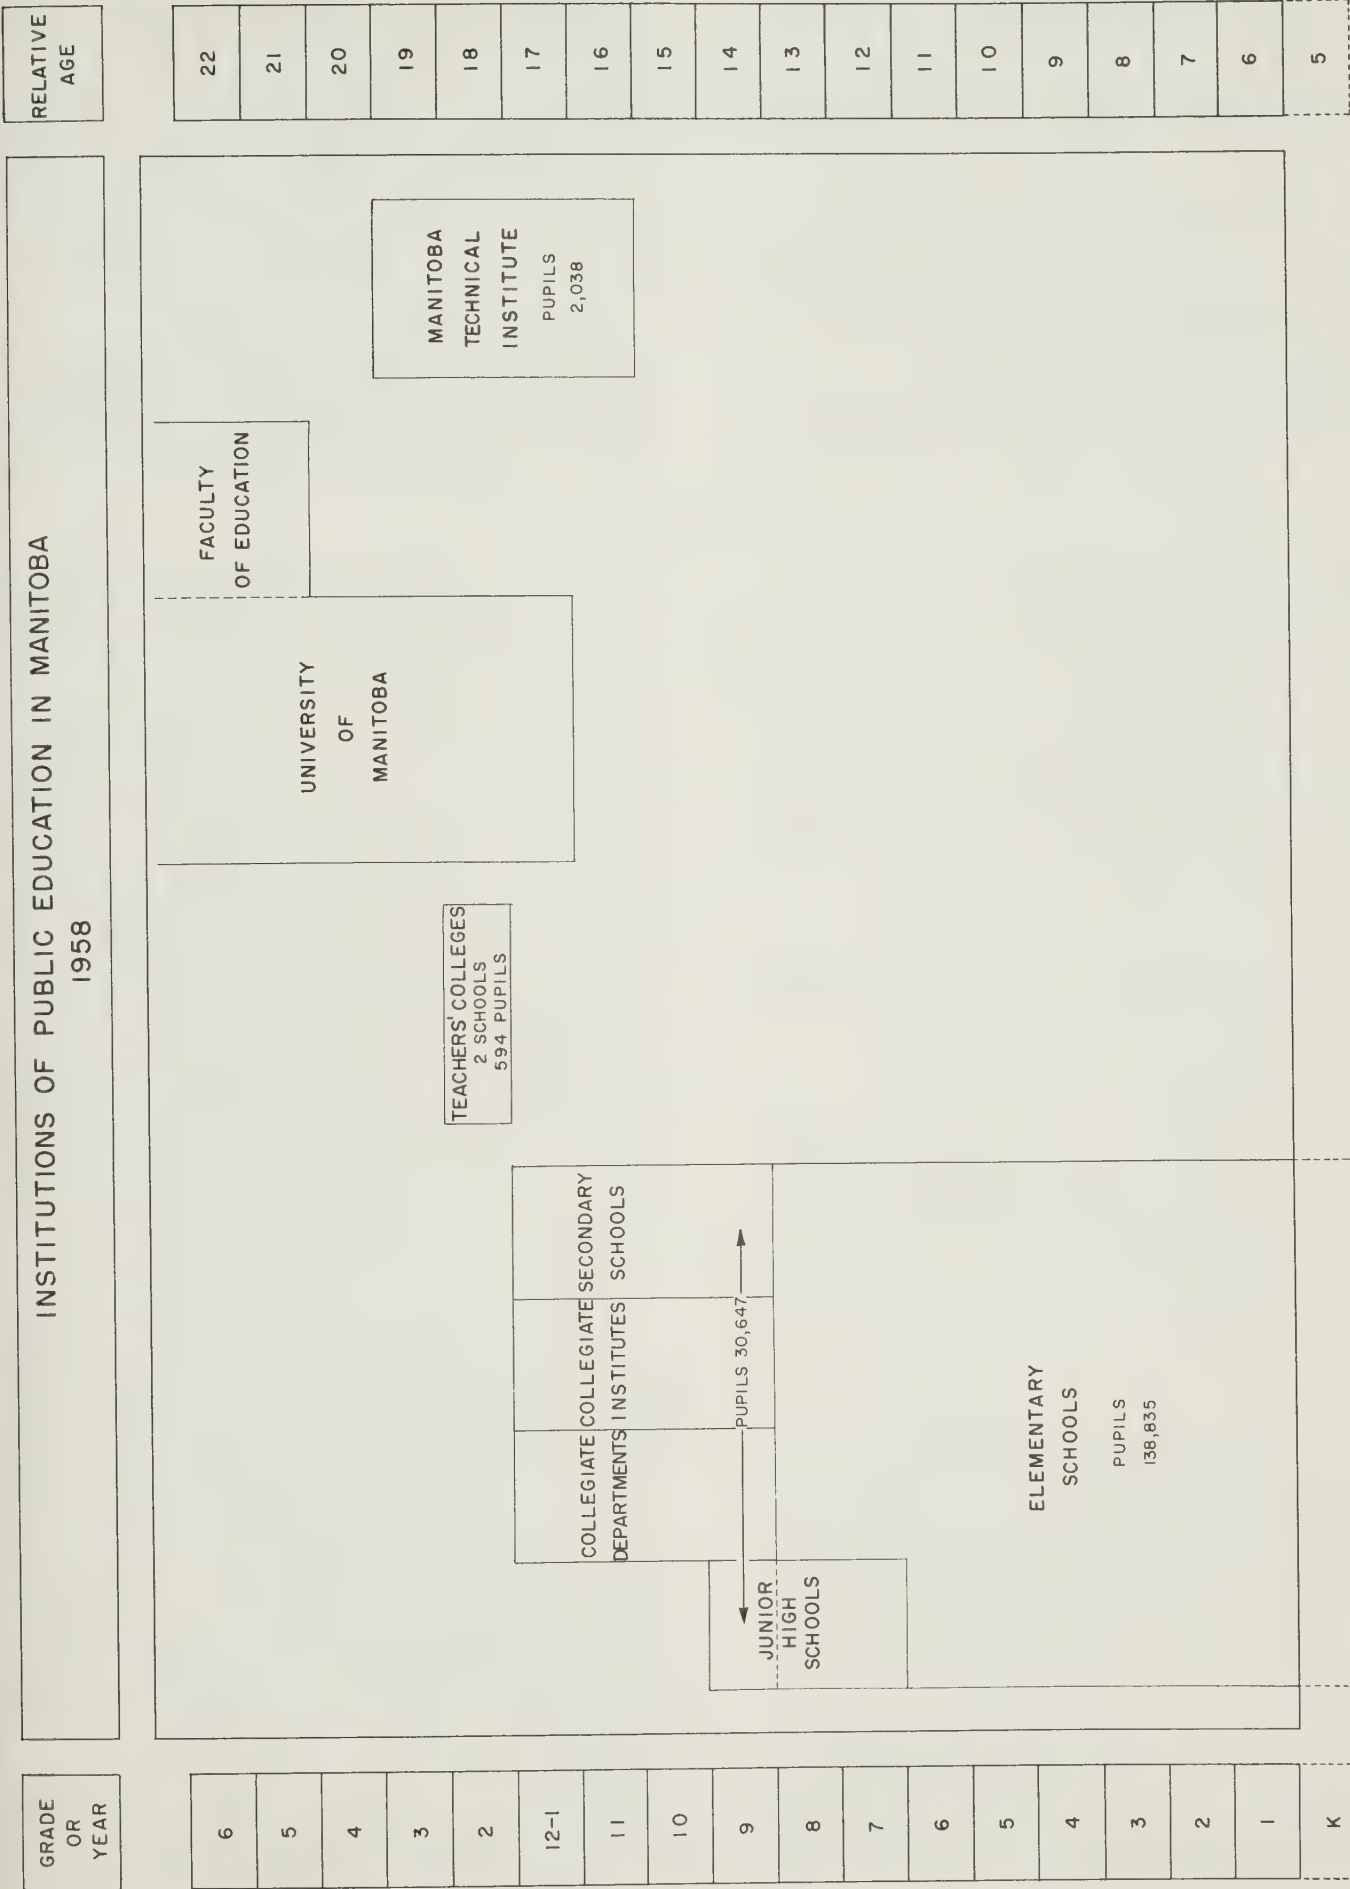 INSTITUTIONS OF PUBLIC EDUCATION IN MANITOBA
1958
GRADE
OR
YEAR
6
5
4
3
2
12-1
11
10
9
8
7
6
5
4
3
2
1
K
RELATIVE
AGE
22
21
20
19
18
17
16
15
14
13
12
11
10
9
8
7
6
5
FACULTY
OF EDUCATION
UNIVERSITY
OF
MANITOBA
MANITOBA
TECHNICAL
INSTITUTE
PUPILS
2,038
TEACHERS' COLLEGES
2 SCHOOLS
594 PUPILS
COLLEGIATE
DEPARTMENTS
COLLEGIATE
INSTITUTES
SECONDARY
SCHOOLS
PUPILS 30,647
JUNIOR
HIGH
SCHOOLS
ELEMENTARY
SCHOOLS
PUPILS
138,835